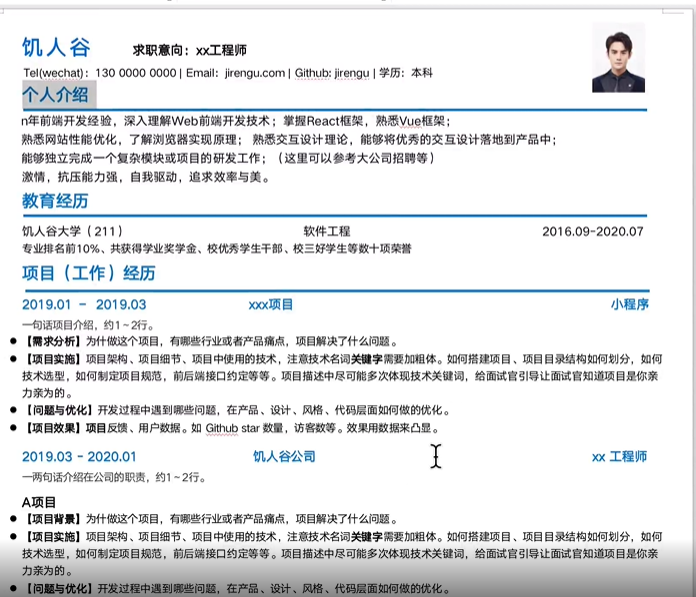 饥人谷 求职意向：xx工程师
Tel(wechat)：130 0000 0000 | Email：jirengu.com | Github: jirengu | 学历：本科
个人介绍
n年前端开发经验，深入理解Web前端开发技术；掌握React框架，熟悉Vue框架；
熟悉网站性能优化，了解浏览器实现原理； 熟悉交互设计理论，能够将优秀的交互设计落地到产品中；
能够独立完成一个复杂模块或项目的研发工作；（这里可以参考大公司招聘等）
激情，抗压能力强，自我驱动，追求效率与美。
教育经历
饥人谷大学（211） 软件工程 2016.09-2020.07
专业排名前10%、共获得学业奖学金、校优秀学生干部、校三好学生等数十项荣誉
项目（工作）经历
2019.01 - 2019.03 xxx项目 小程序
一句话项目介绍，约1~2行。
● 【需求分析】为什做这个项目，有哪些行业或者产品痛点，项目解决了什么问题。
● 【项目实施】项目架构、项目细节、项目中使用的技术，注意技术名词关键字需要加粗体。如何搭建项目、项目目录结构如何划分，如何
技术选型，如何制定项目规范，前后端接口约定等等。项目描述中尽可能多次体现技术关键词，给面试官引导让面试官知道项目是你亲
力亲为的。
● 【问题与优化】开发过程中遇到哪些问题，在产品、设计、风格、代码层面如何做的优化。
● 【项目效果】项目反馈、用户数据。如 Github star 数量，访客数等。效果用数据来凸显。
2019.03 - 2020.01 饥人谷公司 xx 工程师
一两句话介绍在公司的职责，约1~2行。
A项目
● 【项目背景】为什做这个项目，有哪些行业或者产品痛点，项目解决了什么问题。
● 【项目实施】项目架构、项目细节、项目中使用的技术，注意技术名词关键字需要加粗体。如何搭建项目、项目目录结构如何划分，如何
技术选型，如何制定项目规范，前后端接口约定等等。项目描述中尽可能多次体现技术关键词，给面试官引导让面试官知道项目是你亲
力亲为的。
● 【问题与优化】开发过程中遇到哪些问题，在产品、设计、风格、代码层面如何做的优化。